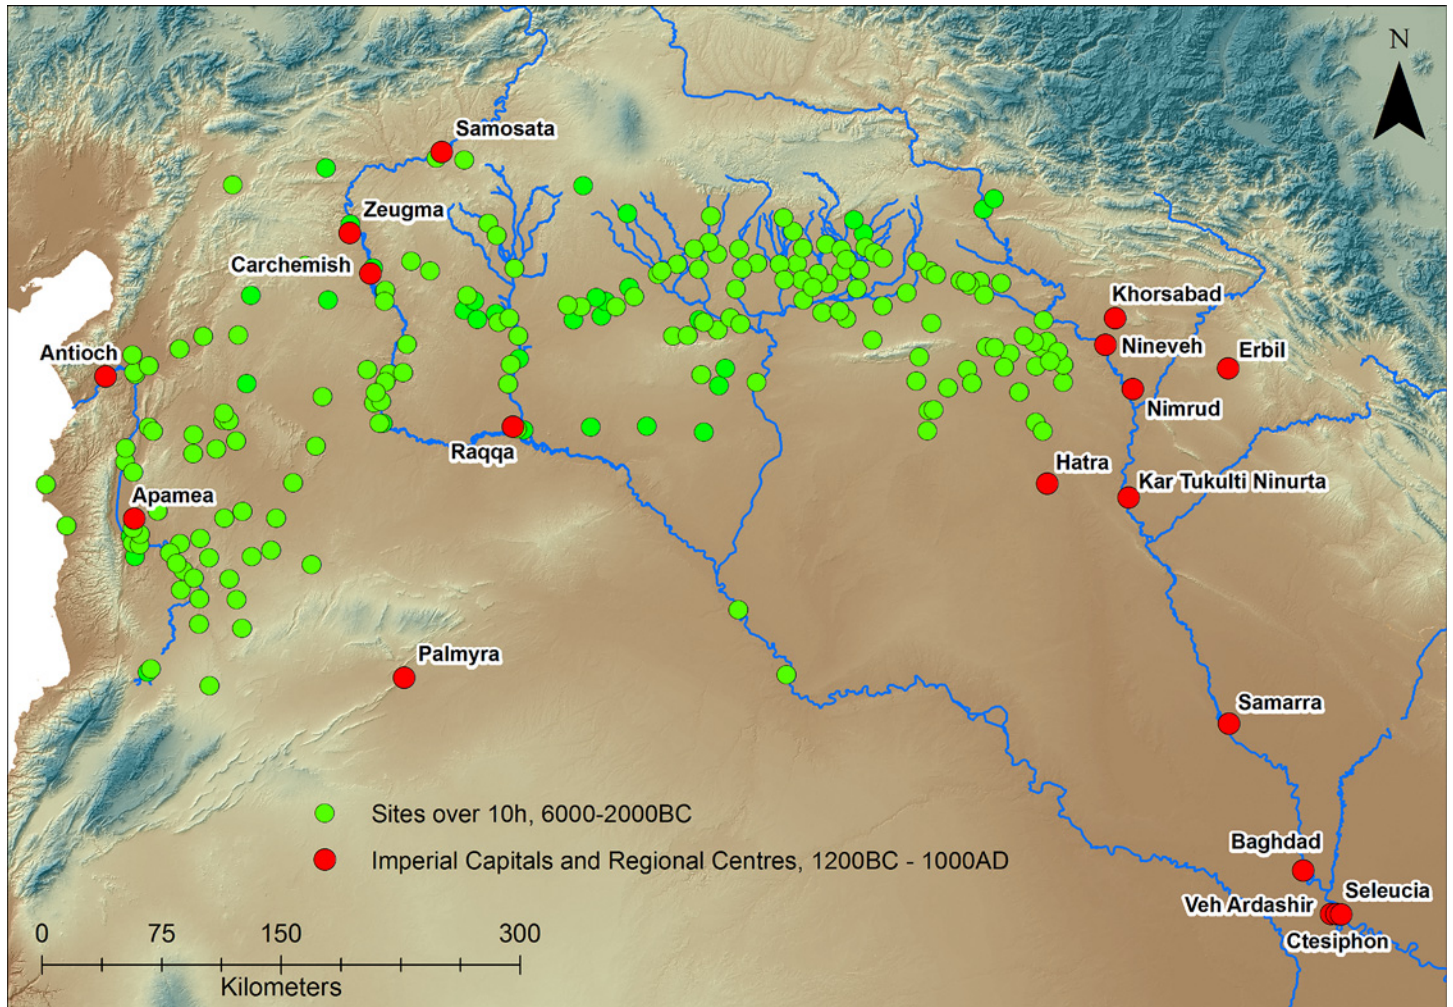 N
Samosata
Zeugma
Carchemish
Khorsabad
Antioch
Nineveh
Erbil
Nimrud
Raqqa
Hatra
Kar Tukulti Ninurta
Apamea
Palmyra
Samarra
Sites over 10h, 6000-2000BC
Baghdad
Imperial Capitals and Regional Centres, 1200BC - 1000AD
Seleucia
Veh Ardashir
Ctesiphon
0 75 150 300
Kilometers